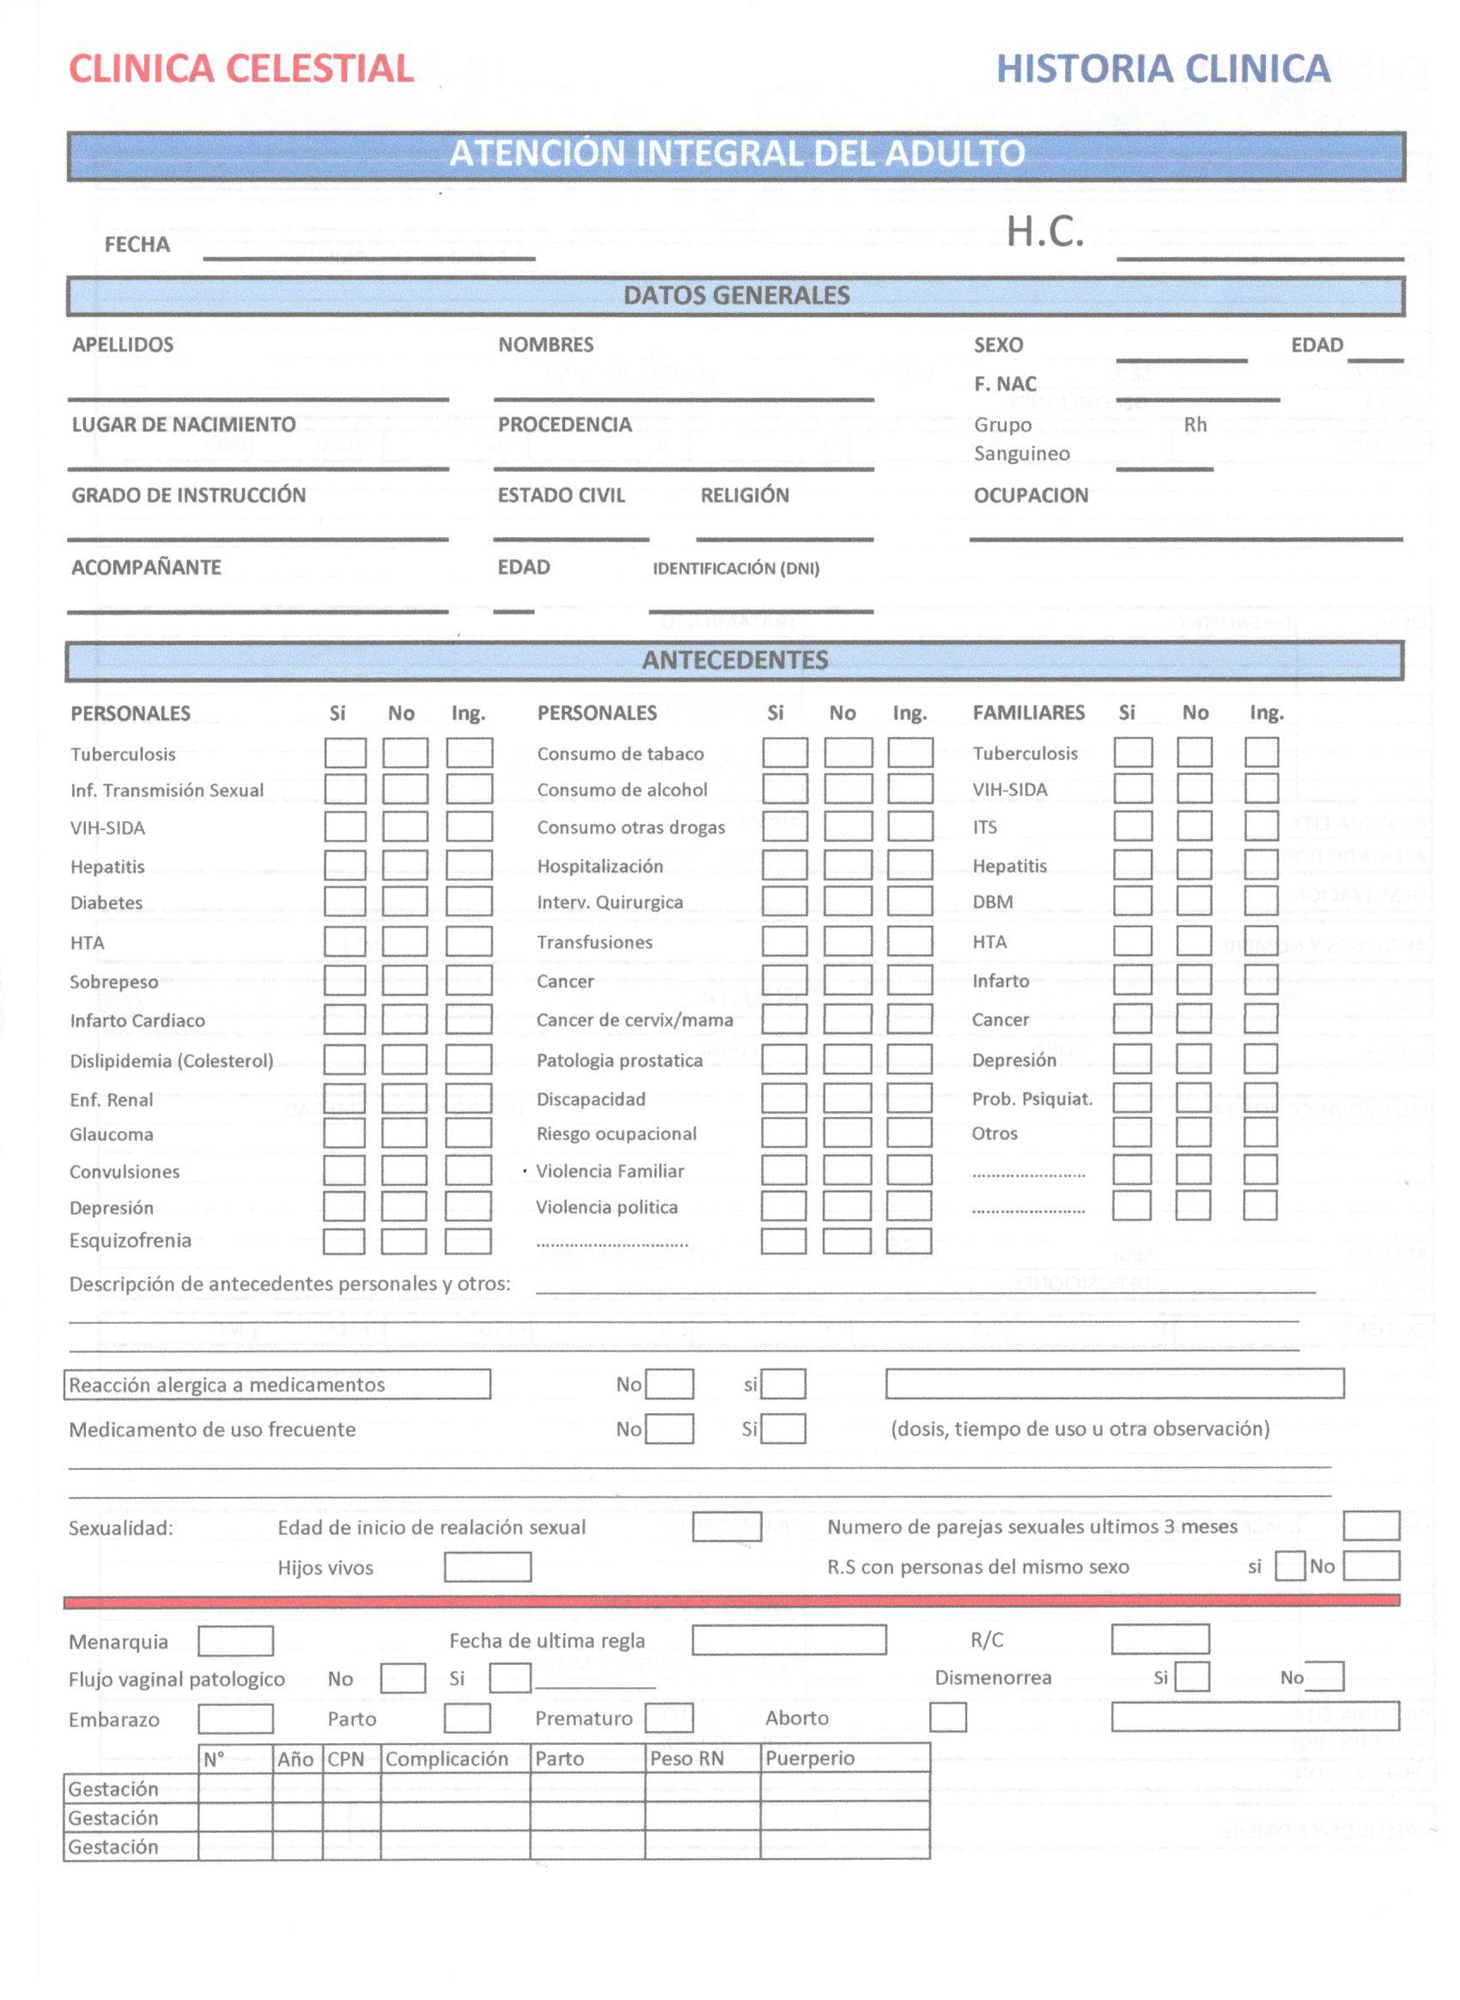 CLINICA CELESTIAL HISTORIA CLINICA
ATENCIÓN INTEGRAL DEL ADULTO
FECHA H.C.
DATOS GENERALES
APELLIDOS NOMBRES SEXO EDAD
F. NAC
LUGAR DE NACIMIENTO PROCEDENCIA Grupo Rh
Sanguineo
GRADO DE INSTRUCCIÓN ESTADO CIVIL RELIGIÓN OCUPACION
ACOMPAÑANTE EDAD IDENTIFICACIÓN (DNI)
ANTECEDENTES
PERSONALES Si No Ing. PERSONALES Si No Ing. FAMILIARES Si No Ing.
Tuberculosis Consumo de tabaco Tuberculosis
Inf. Transmisión Sexual Consumo de alcohol VIH-SIDA
VIH-SIDA Consumo otras drogas ITS
Hepatitis Hospitalización Hepatitis
Diabetes Interv. Quirurgica DBM
HTA Transfusiones HTA
Sobrepeso Cancer Infarto
Infarto Cardiaco Cancer de cervix/mama Cancer
Dislipidemia (Colesterol) Patologia prostatica Depresión
Enf. Renal Discapacidad Prob. Psiquiat.
Glaucoma Riesgo ocupacional Otros
Convulsiones Violencia Familiar ......................
Depresión Violencia politica ......................
Esquizofrenia .............................
Descripción de antecedentes personales y otros:
Reacción alergica a medicamentos No si
Medicamento de uso frecuente No Si (dosis, tiempo de uso u otra observación)
Sexualidad: Edad de inicio de realación sexual Numero de parejas sexuales ultimos 3 meses
Hijos vivos R.S con personas del mismo sexo si No
Menarquia Fecha de ultima regla R/C
Flujo vaginal patologico No Si Dismenorrea Si No
Embarazo Parto Prematuro Aborto
N° Año CPN Complicación Parto Peso RN Puerperio
Gestación
Gestación
Gestación